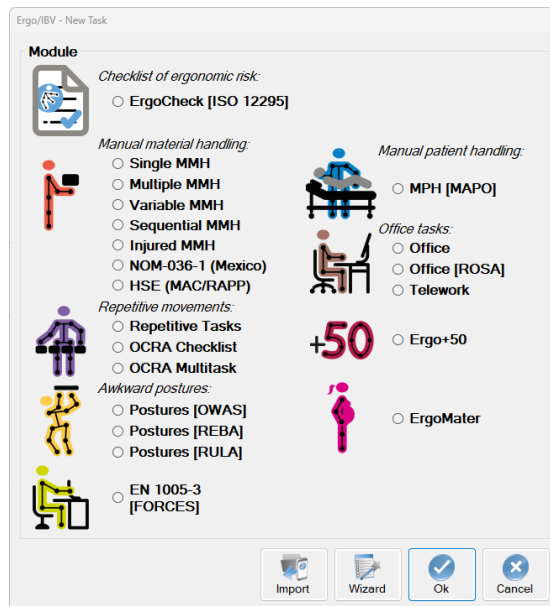 Ergo/IBV - New Task
Module
Checklist of ergonomic risk:
ErgoCheck [ISO 12295]
Manual material handling:
Single MMH
Multiple MMH
Variable MMH
Sequential MMH
Injured MMH
NOM-036-1 (Mexico)
HSE (MAC/RAPP)
Repetitive movements:
Repetitive Tasks
OCRA Checklist
OCRA Multitask
Awkward postures:
Postures [OWAS]
Postures [REBA]
Postures [RULA]
EN 1005-3
[FORCES]
Manual patient handling:
MPH [MAPO]
Office tasks:
Office
Office [ROSA]
Telework
+50
Ergo+50
ErgoMater
Import
Wizard
Ok
Cancel